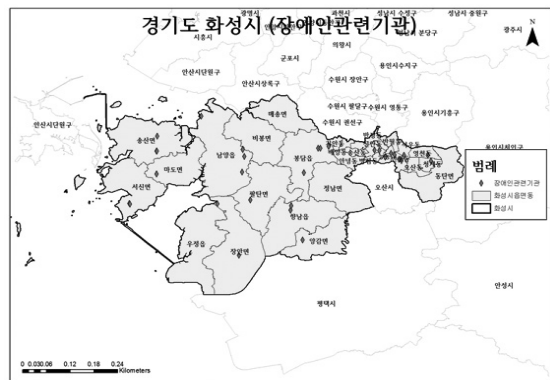 경기도 화성시 (장애인관련기관)
광명시
과천시
성남시 수정구
성남시 중원구
시흥시
성남시 분당구
광주시
군포시
의왕시
안산시단원구
안산시상록구
수원시 장안구
용인시수지구
수원시 팔달구
수원시 영통구
수원시 권선구
용인시기흥구
안산시단원구
매송면
비봉면
송산면
남양읍
봉담읍
마도면
서신면
정남면
오산시
동탄면
팔탄면
향남읍
우정읍
장안면
양감면
평택시
안성시
범례
장애인관련기관
화성시읍면동
화성시
0 0.03 0.06 0.12 0.18 0.24
Kilometers
N